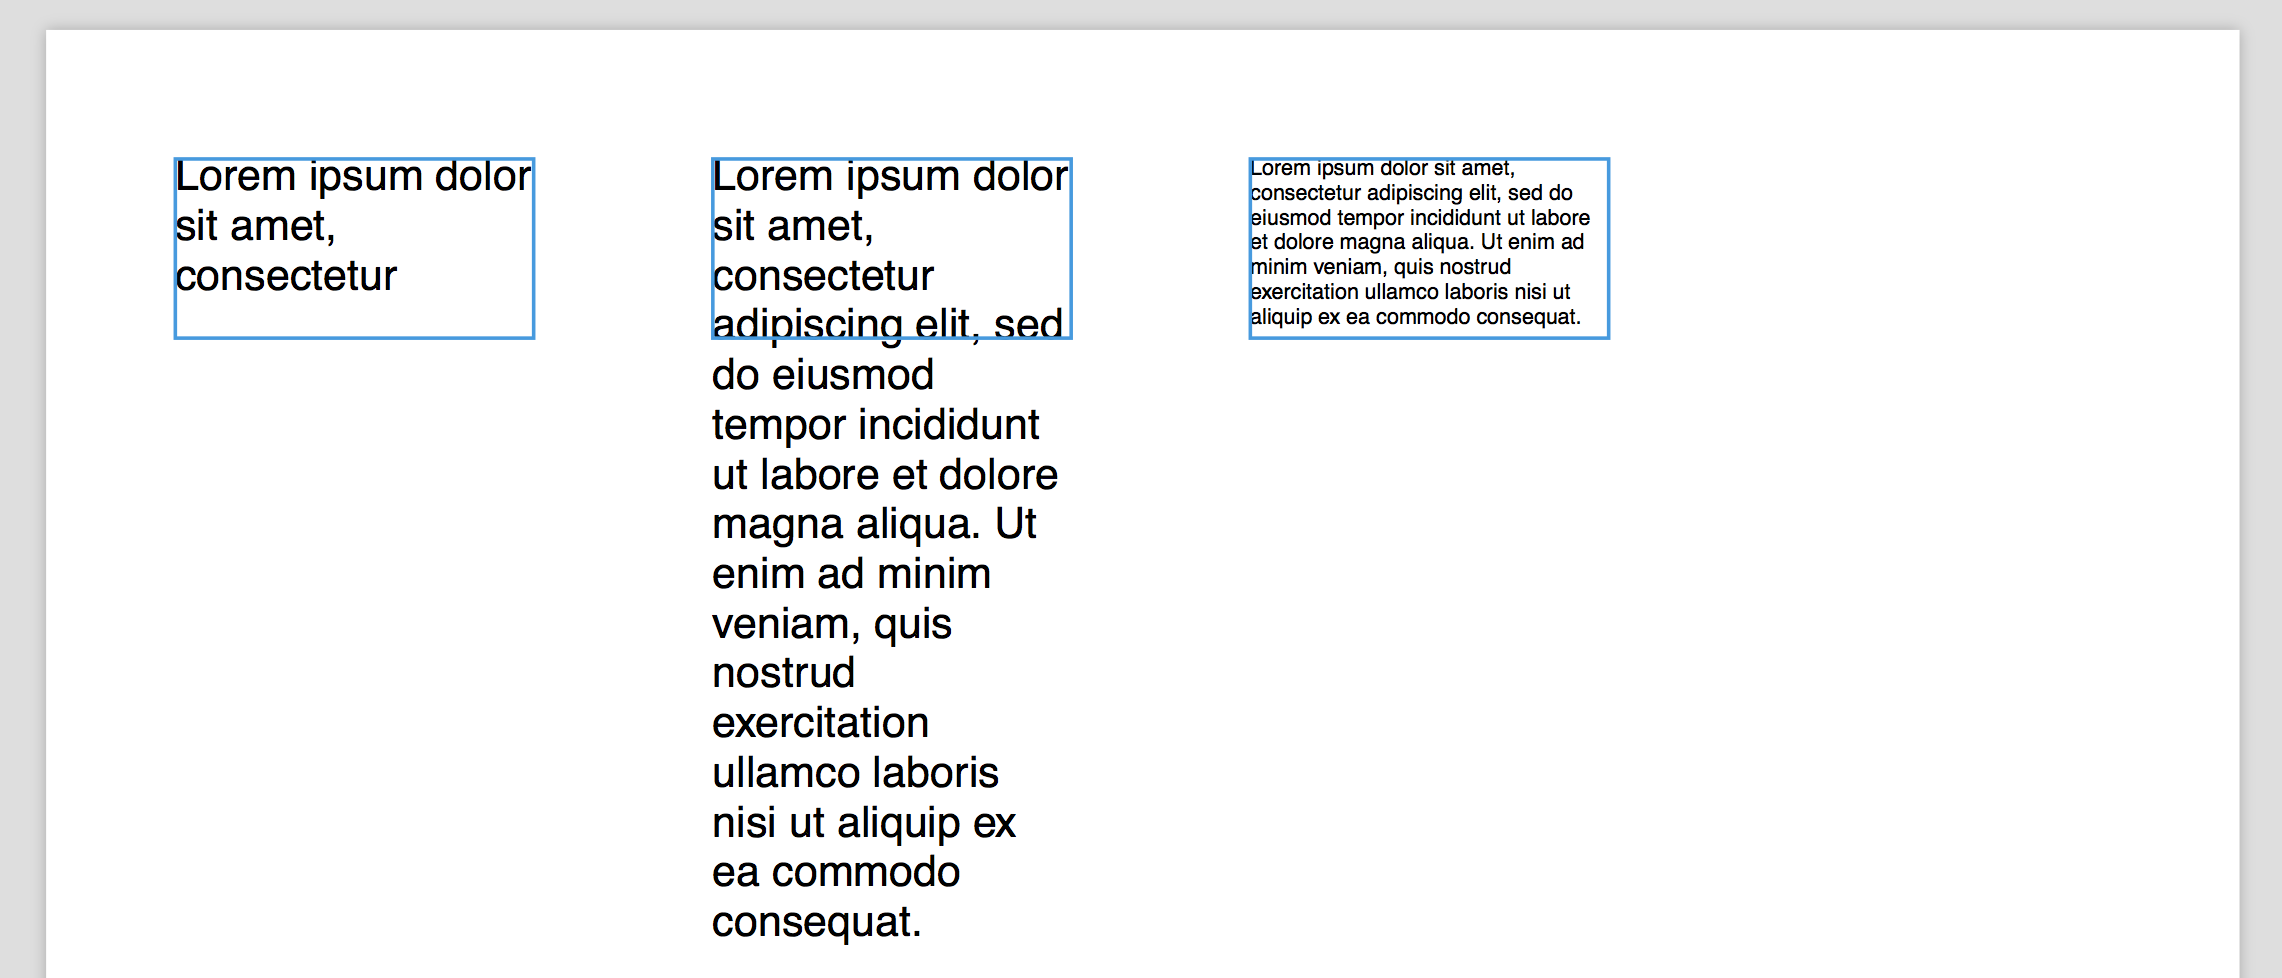 Lorem ipsum dolor
sit amet,
consectetur
Lorem ipsum dolor
sit amet,
consectetur
adipiscing elit, sed
do eiusmod
tempor incididunt
ut labore et dolore
magna aliqua. Ut
enim ad minim
veniam, quis
nostrud
exercitation
ullamco laboris
nisi ut aliquip ex
ea commodo
consequat.
Lorem ipsum dolor sit amet,
consectetur adipiscing elit, sed do
eiusmod tempor incididunt ut labore
et dolore magna aliqua. Ut enim ad
minim veniam, quis nostrud
exercitation ullamco laboris nisi ut
aliquip ex ea commodo consequat.